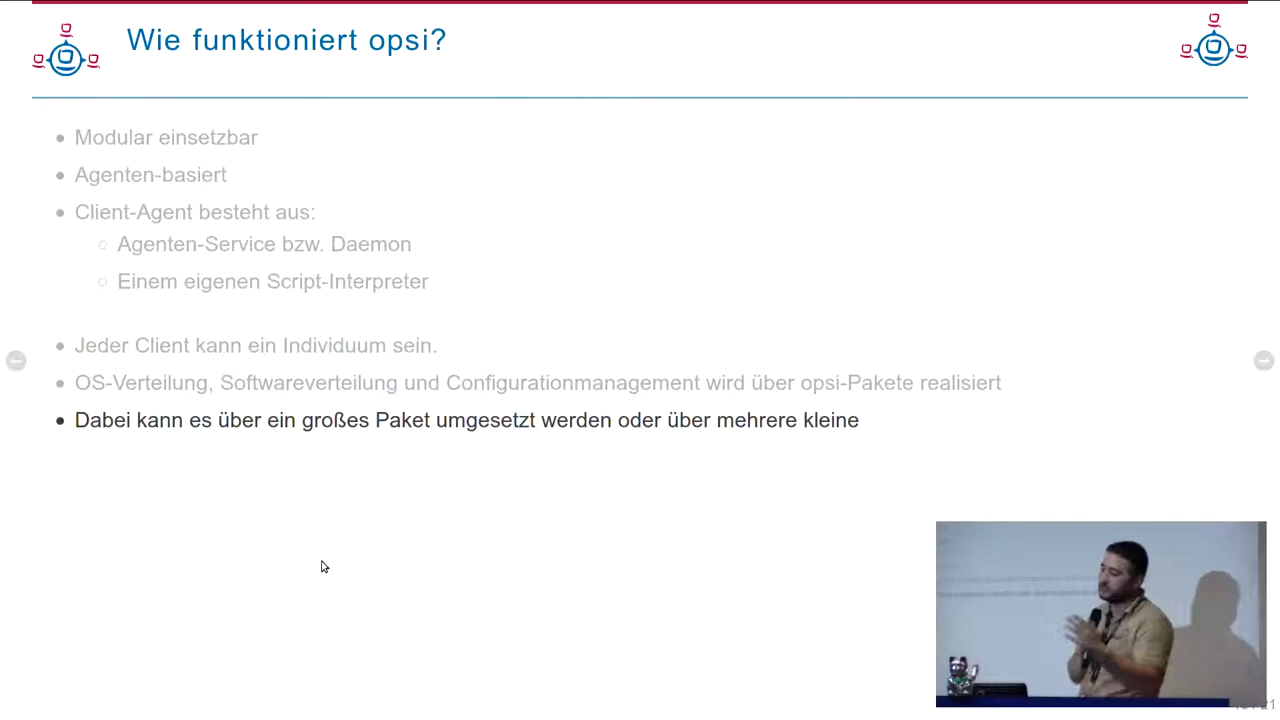 Wie funktioniert opsi?
Modular einsetzbar
Agenten-basiert
Client-Agent besteht aus:
Agenten-Service bzw. Daemon
Einem eigenen Script-Interpreter
Jeder Client kann ein Individuum sein.
OS-Verteilung, Softwareverteilung und Configurationmanagement wird über opsi-Pakete realisiert
Dabei kann es über ein großes Paket umgesetzt werden oder über mehrere kleine